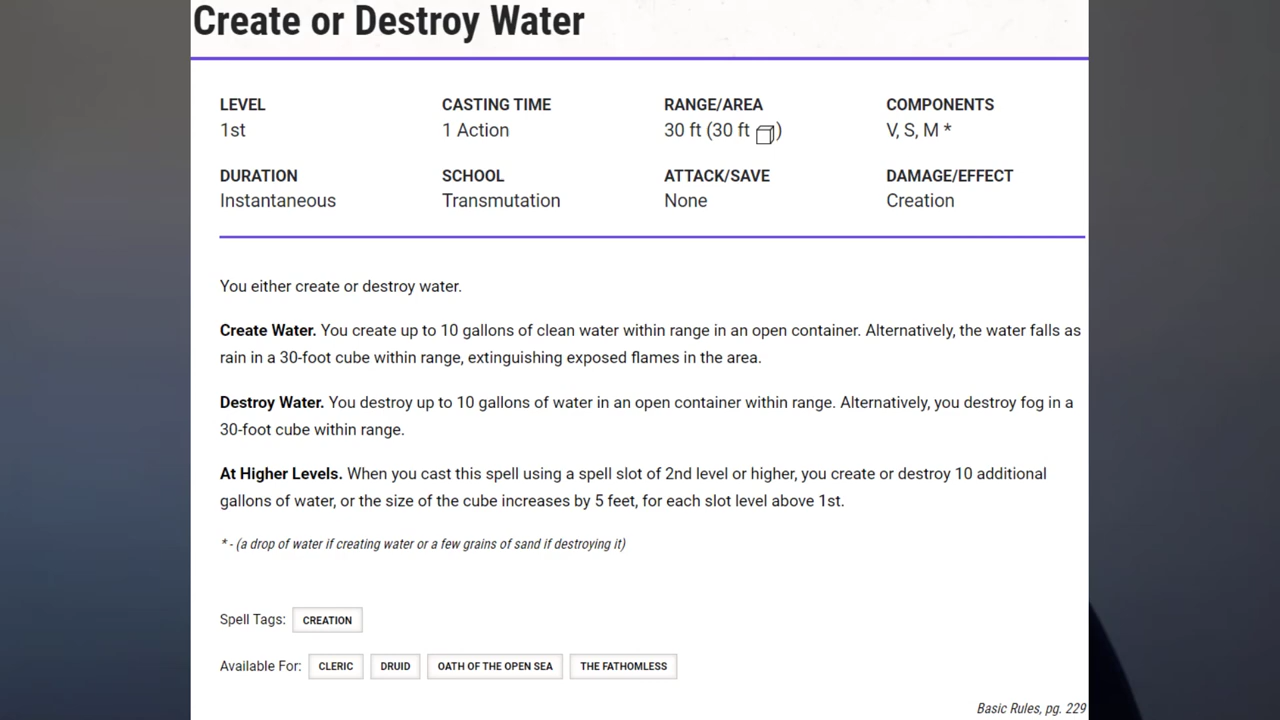 Create or Destroy Water
LEVEL
1st
CASTING TIME
1 Action
RANGE/AREA
30 ft (30 ft )
COMPONENTS
V, S, M *
DURATION
Instantaneous
SCHOOL
Transmutation
ATTACK/SAVE
None
DAMAGE/EFFECT
Creation
You either create or destroy water.
Create Water. You create up to 10 gallons of clean water within range in an open container. Alternatively, the water falls as
rain in a 30-foot cube within range, extinguishing exposed flames in the area.
Destroy Water. You destroy up to 10 gallons of water in an open container within range. Alternatively, you destroy fog in a
30-foot cube within range.
At Higher Levels. When you cast this spell using a spell slot of 2nd level or higher, you create or destroy 10 additional
gallons of water, or the size of the cube increases by 5 feet, for each slot level above 1st.
* - (a drop of water if creating water or a few grains of sand if destroying it)
Spell Tags: CREATION
Available For: CLERIC DRUID OATH OF THE OPEN SEA THE FATHOMLESS
Basic Rules, pg. 229